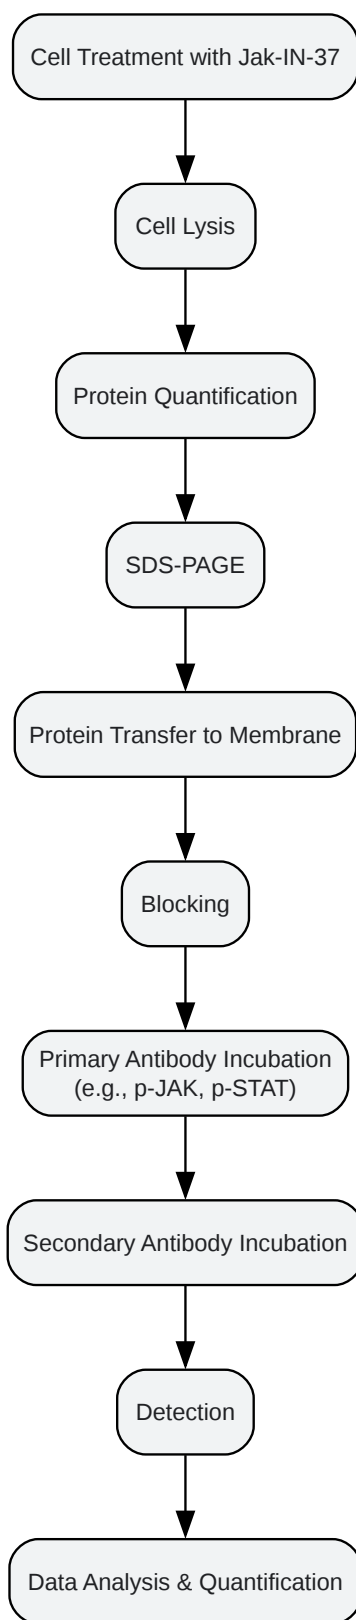 Cell Treatment with Jak-IN-37
Cell Lysis
Protein Quantification
SDS-PAGE
Protein Transfer to Membrane
Blocking
Primary Antibody Incubation
(e.g., p-JAK, p-STAT)
Secondary Antibody Incubation
Detection
Data Analysis & Quantification